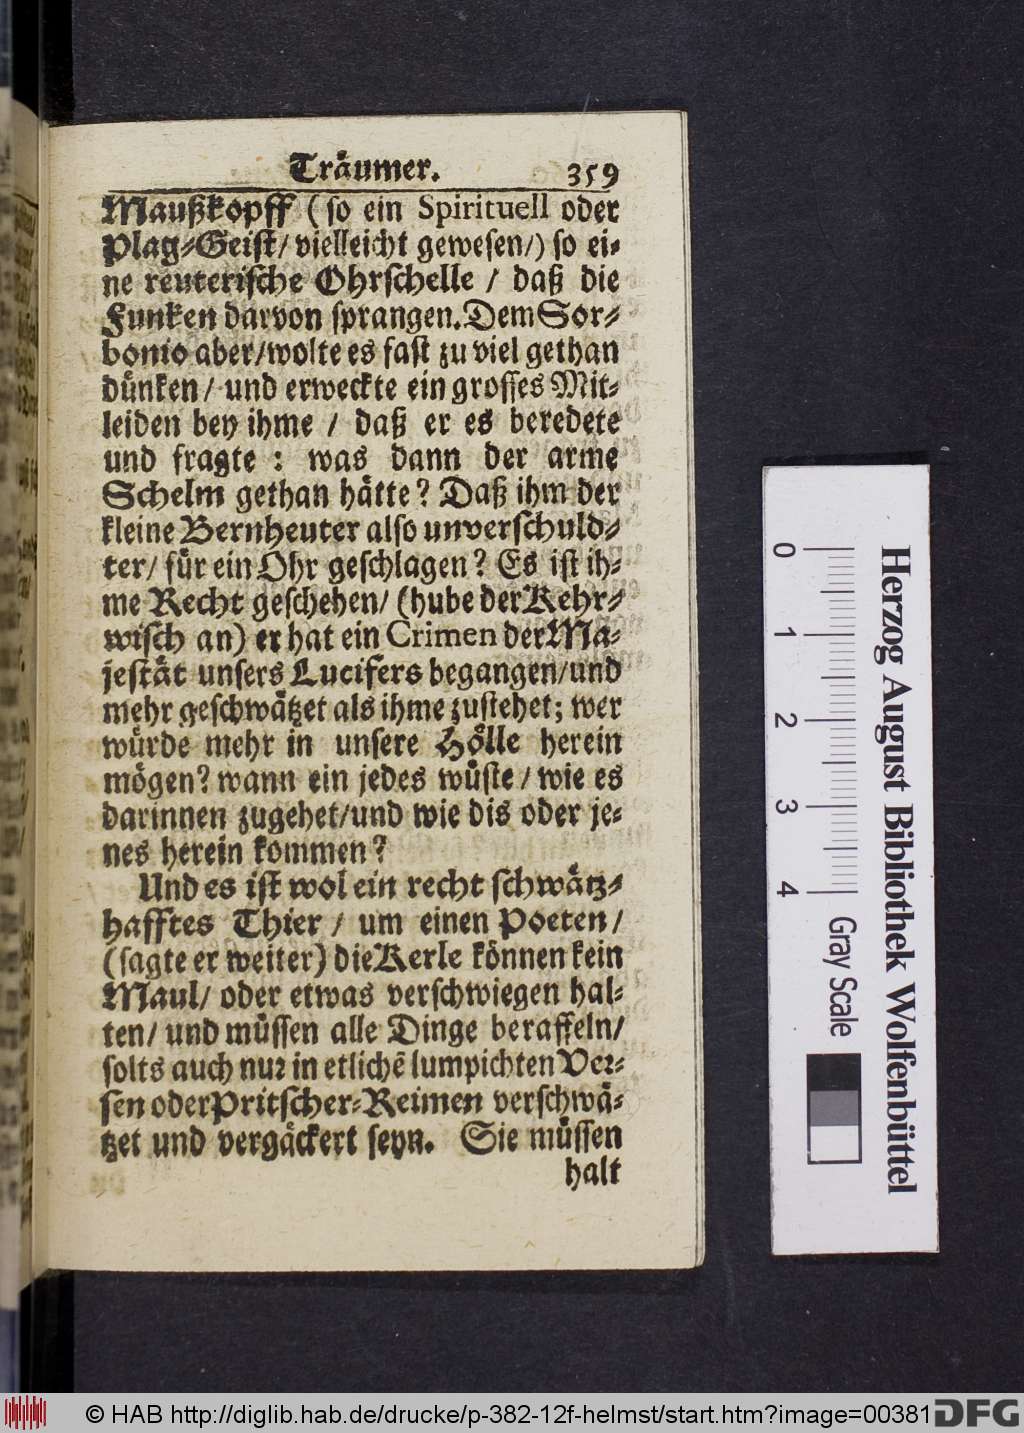 Träumer. 359
Maußkopff (so ein Spirituell oder
Plag-Geist/ vielleicht gewesen/) so ei-
ne reuterische Ohrschelle / daß die
Funken darvon sprangen. Dem Sor-
bonio aber/wolte es fast zu viel gethan
dünken/ und erweckte ein grosses Mit-
leiden bey ihme / daß er es beredete
und fragte : was dann der arme
Schelm gethan hätte? Daß ihm der
kleine Bernheuter also unverschuld-
ter/ für ein Ohr geschlagen? Es ist ih-
me Recht geschehen/ (hube der Kehr-
wisch an) er hat ein Crimen der Ma-
jestät unsers Lucifers begangen/und
mehr geschwätzet als ihme zustehet; wer
würde mehr in unsere Hölle herein
mögen? wann ein jedes wüste / wie es
darinnen zugehet/und wie dis oder je-
nes herein kommen?
Und es ist wol ein recht schwätz-
hafftes Thier / um einen Poeten/
(sagte er weiter) die Kerle können kein
Maul/ oder etwas verschwiegen hal-
ten/ und müssen alle Dinge beraffeln/
solts auch nur in etlichē lumpichten Ver-
sen oder Pritscher-Reimen verschwä-
tzet und vergäckert seyn. Sie müssen
halt
Herzog August Bibliothek Wolfenbüttel
0 1 2 3 4 Gray Scale
© HAB http://diglib.hab.de/drucke/p-382-12f-helmst/start.htm?image=00381 DFG